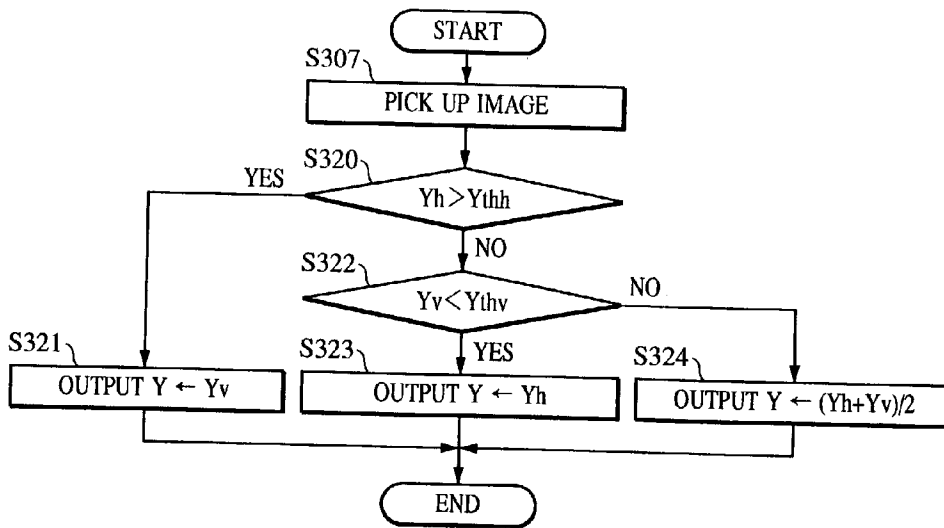 START
S307
PICK UP IMAGE
S320
YES
Yh>Ythh
NO
S322
Yv<Ythv
NO
YES
S321
OUTPUT Y ← Yv
S323
OUTPUT Y ← Yh
S324
OUTPUT Y ← (Yh+Yv)/2
END